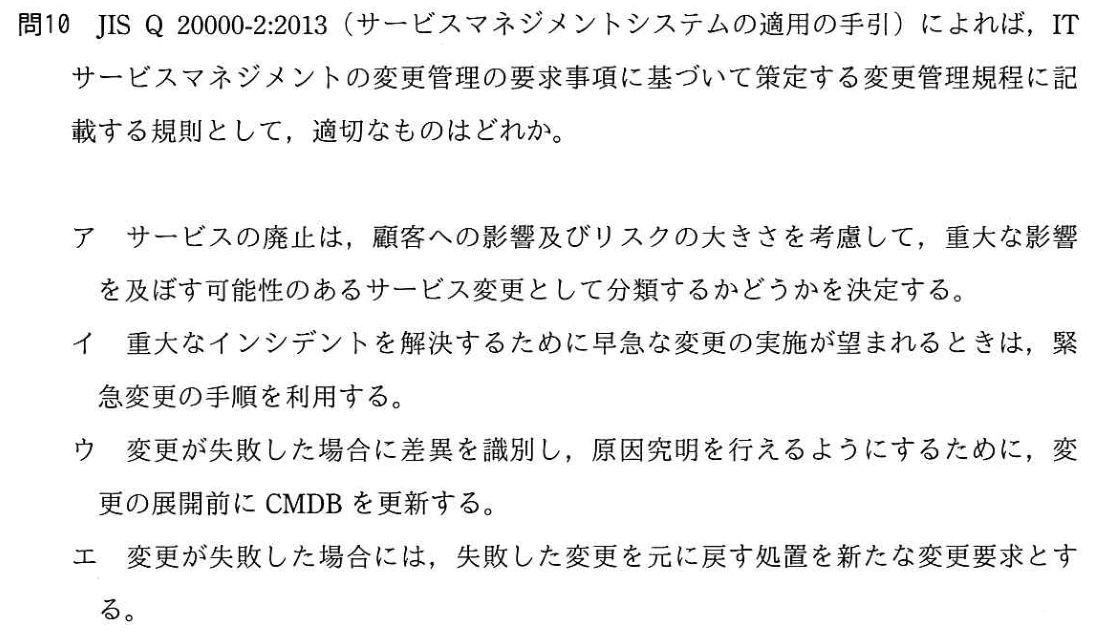 問10 JIS Q 20000-2:2013（サービスマネジメントシステムの適用の手引）によれば，IT
サービスマネジメントの変更管理の要求事項に基づいて策定する変更管理規程に記
載する規則として，適切なものはどれか。
ア サービスの廃止は，顧客への影響及びリスクの大きさを考慮して，重大な影響
を及ぼす可能性のあるサービス変更として分類するかどうかを決定する。
イ 重大なインシデントを解決するために早急な変更の実施が望まれるときは，緊
急変更の手順を利用する。
ウ 変更が失敗した場合に差異を識別し，原因究明を行えるようにするために，変
更の展開前に CMDB を更新する。
エ 変更が失敗した場合には，失敗した変更を元に戻す処置を新たな変更要求とす
る。